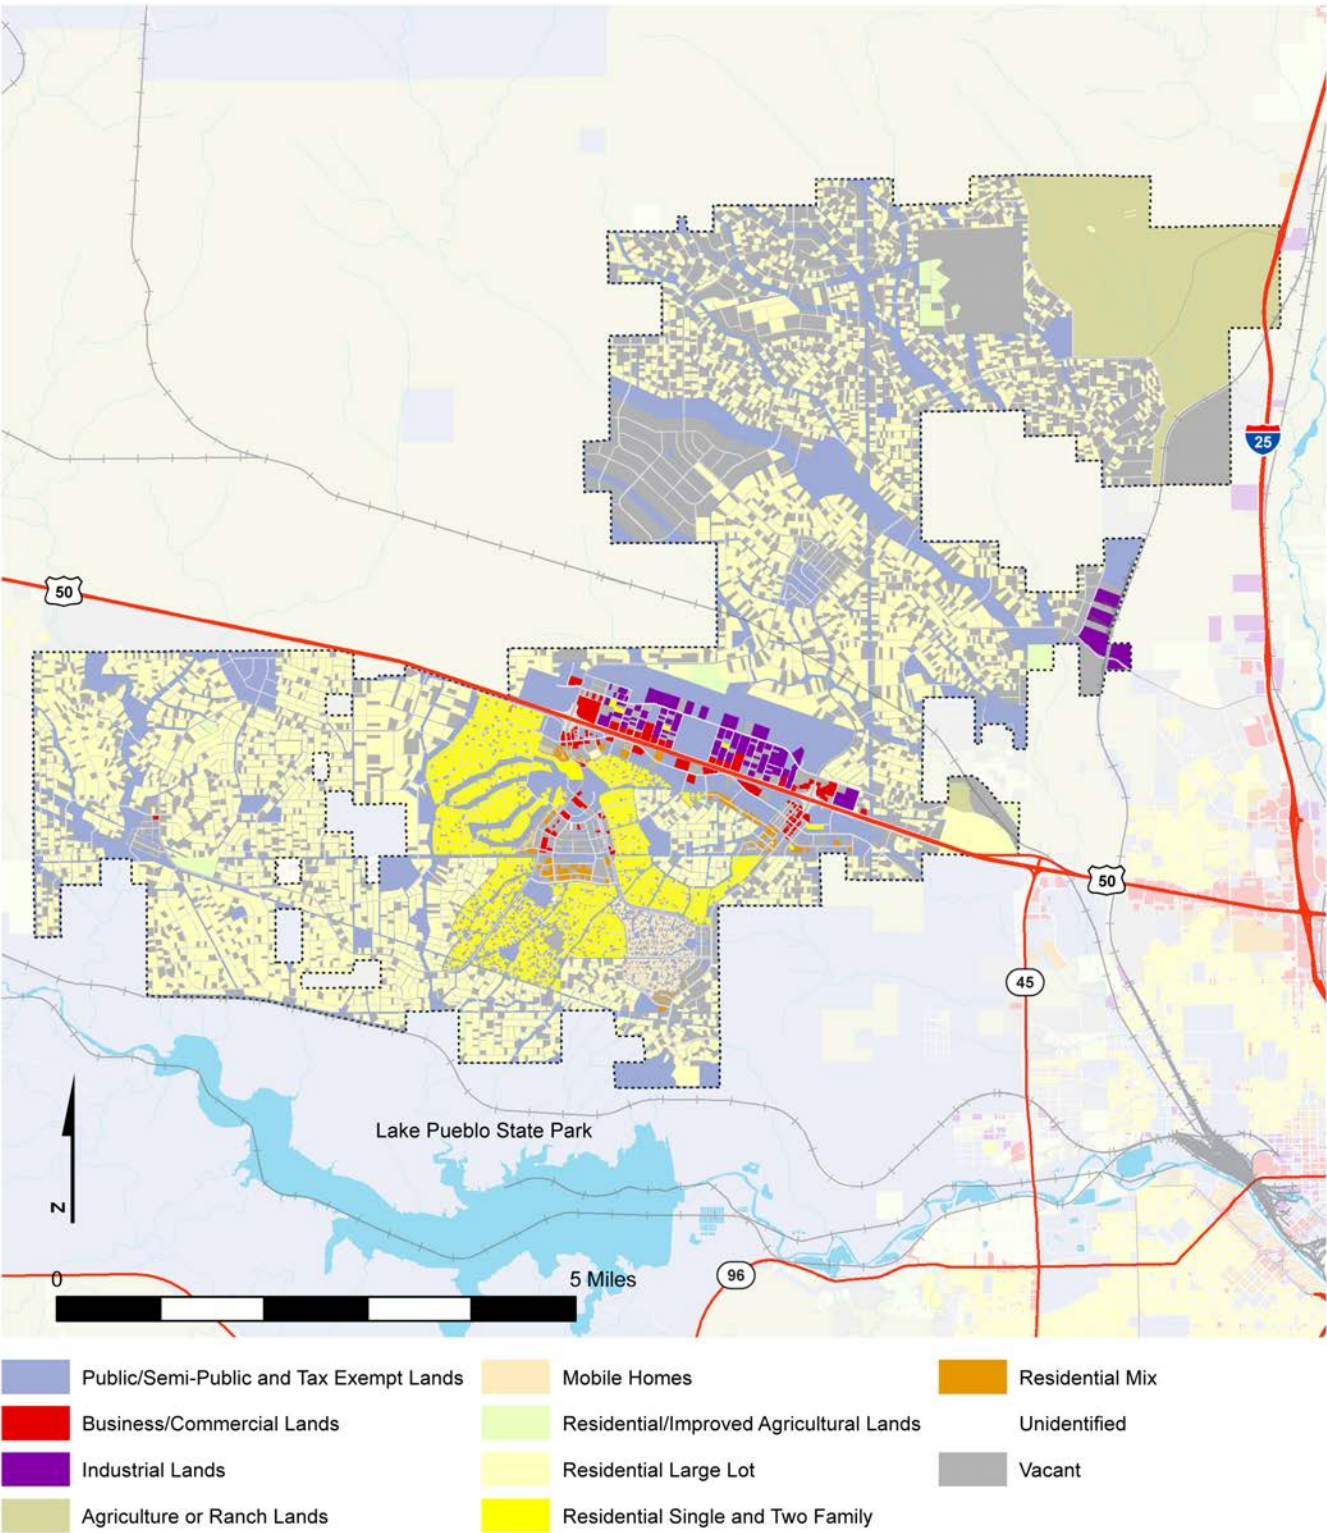 25
50
50
45
Lake Pueblo State Park
N
0
5 Miles
96
Public/Semi-Public and Tax Exempt Lands
Business/Commercial Lands
Industrial Lands
Agriculture or Ranch Lands
Mobile Homes
Residential/Improved Agricultural Lands
Residential Large Lot
Residential Single and Two Family
Residential Mix
Unidentified
Vacant